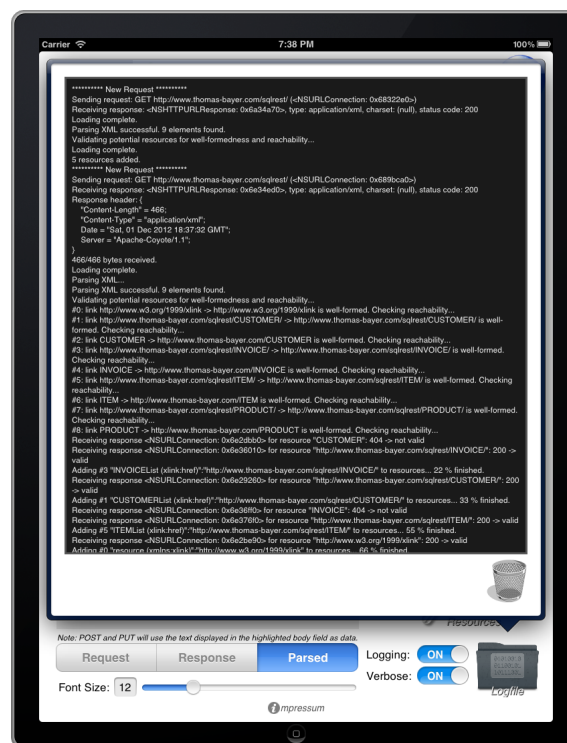 Carrier 7:38 PM 100%
********** New Request **********
Sending request: GET http://www.thomas-bayer.com/sqlrest/ (<NSURLConnection: 0x68322e0>)
Receiving response: <NSHTTPURLResponse: 0x6a34a70>, type: application/xml, charset: (null), status code: 200
Loading complete.
Parsing XML successful. 9 elements found.
Validating potential resources for well-formedness and reachability...
Loading complete.
5 resources added.
********** New Request **********
Sending request: GET http://www.thomas-bayer.com/sqlrest/ (<NSURLConnection: 0x689bca0>)
Receiving response: <NSHTTPURLResponse: 0x6e34ed0>, type: application/xml, charset: (null), status code: 200
Response header: {
"Content-Length" = 466;
"Content-Type" = "application/xml";
Date = "Sat, 01 Dec 2012 18:37:32 GMT";
Server = "Apache-Coyote/1.1";
}
466/466 bytes received.
Loading complete.
Parsing XML...
Parsing XML successful. 9 elements found.
Validating potential resources for well-formedness and reachability...
#0: link http://www.w3.org/1999/xlink -> http://www.w3.org/1999/xlink is well-formed. Checking reachability...
#1: link http://www.thomas-bayer.com/sqlrest/CUSTOMER/ -> http://www.thomas-bayer.com/sqlrest/CUSTOMER/ is well-
formed. Checking reachability...
#2: link CUSTOMER -> http://www.thomas-bayer.com/CUSTOMER is well-formed. Checking reachability...
#3: link http://www.thomas-bayer.com/sqlrest/INVOICE/ -> http://www.thomas-bayer.com/sqlrest/INVOICE/ is well-formed.
Checking reachability...
#4: link INVOICE -> http://www.thomas-bayer.com/INVOICE is well-formed. Checking reachability...
#5: link http://www.thomas-bayer.com/sqlrest/ITEM/ -> http://www.thomas-bayer.com/sqlrest/ITEM/ is well-formed. Checking
reachability...
#6: link ITEM -> http://www.thomas-bayer.com/ITEM is well-formed. Checking reachability...
#7: link http://www.thomas-bayer.com/sqlrest/PRODUCT/ -> http://www.thomas-bayer.com/sqlrest/PRODUCT/ is well-formed.
Checking reachability...
#8: link PRODUCT -> http://www.thomas-bayer.com/PRODUCT is well-formed. Checking reachability...
Receiving response <NSURLConnection: 0x6e2dbb0> for resource "CUSTOMER": 404 -> not valid
Receiving response <NSURLConnection: 0x6e36010> for resource "http://www.thomas-bayer.com/sqlrest/INVOICE/": 200 ->
valid
Adding #3 "INVOICEList (xlink:href)":"http://www.thomas-bayer.com/sqlrest/INVOICE/" to resources... 22 % finished.
Receiving response <NSURLConnection: 0x6e29260> for resource "http://www.thomas-bayer.com/sqlrest/CUSTOMER/": 200
-> valid
Adding #1 "CUSTOMERList (xlink:href)":"http://www.thomas-bayer.com/sqlrest/CUSTOMER/" to resources... 33 % finished.
Receiving response <NSURLConnection: 0x6e36ff0> for resource "INVOICE": 404 -> not valid
Receiving response <NSURLConnection: 0x6e376f0> for resource "http://www.thomas-bayer.com/sqlrest/ITEM/": 200 -> valid
Adding #5 "ITEMList (xlink:href)":"http://www.thomas-bayer.com/sqlrest/ITEM/" to resources... 55 % finished.
Receiving response <NSURLConnection: 0x6e2be90> for resource "http://www.w3.org/1999/xlink": 200 -> valid
Adding #0 "resource (xmlns:xlink)":"http://www.w3.org/1999/xlink" to resources... 66 % finished.
Resources
Note: POST and PUT will use the text displayed in the highlighted body field as data.
Request Response Parsed
Logging: ON
Verbose: ON
Font Size: 12
Logfile
Impressum